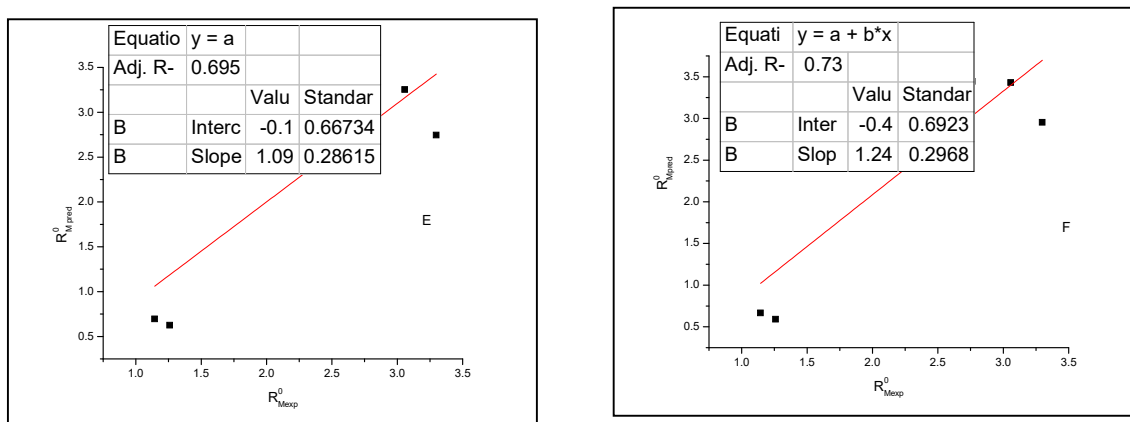 Equatio y = a
Adj. R- 0.695
Valu Standar
B Interc -0.1 0.66734
B Slope 1.09 0.28615
3.5
3.0
2.5
2.0
1.5
1.0
0.5
R⁰Mpred
E
1.0 1.5 2.0 2.5 3.0 3.5
R⁰Mexp
Equati y = a + b*x
Adj. R- 0.73
Valu Standar
B Inter -0.4 0.6923
B Slop 1.24 0.2968
3.5
3.0
2.5
2.0
1.5
1.0
0.5
R⁰Mpred
F
1.0 1.5 2.0 2.5 3.0 3.5
R⁰Mexp